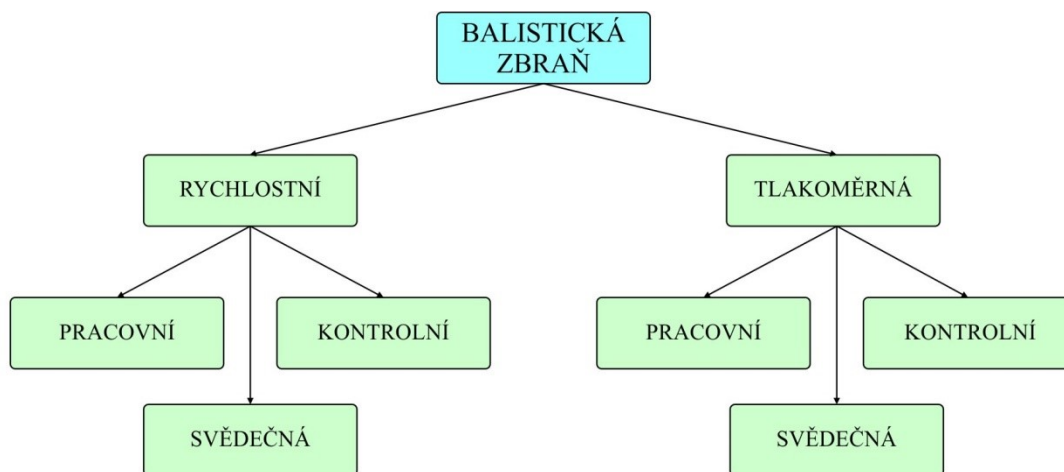 BALISTICKÁ
ZBRAŇ
RYCHLOSTNÍ
TLAKOMĚRNÁ
PRACOVNÍ
KONTROLNÍ
PRACOVNÍ
KONTROLNÍ
SVĚDEČNÁ
SVĚDEČNÁ